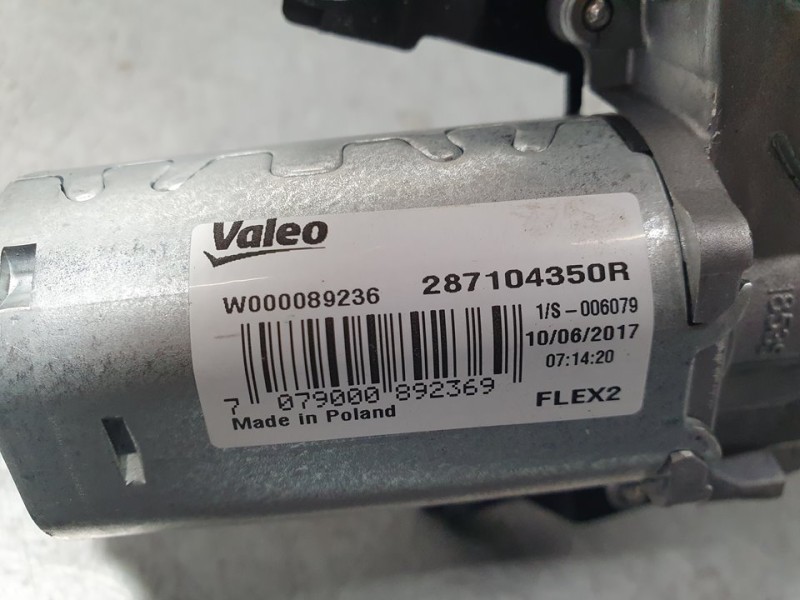 Valeo
W000089236 287104350R
1/S-006079
10/06/2017
07:14:20
7 079000 892369
Made in Poland FLEX2